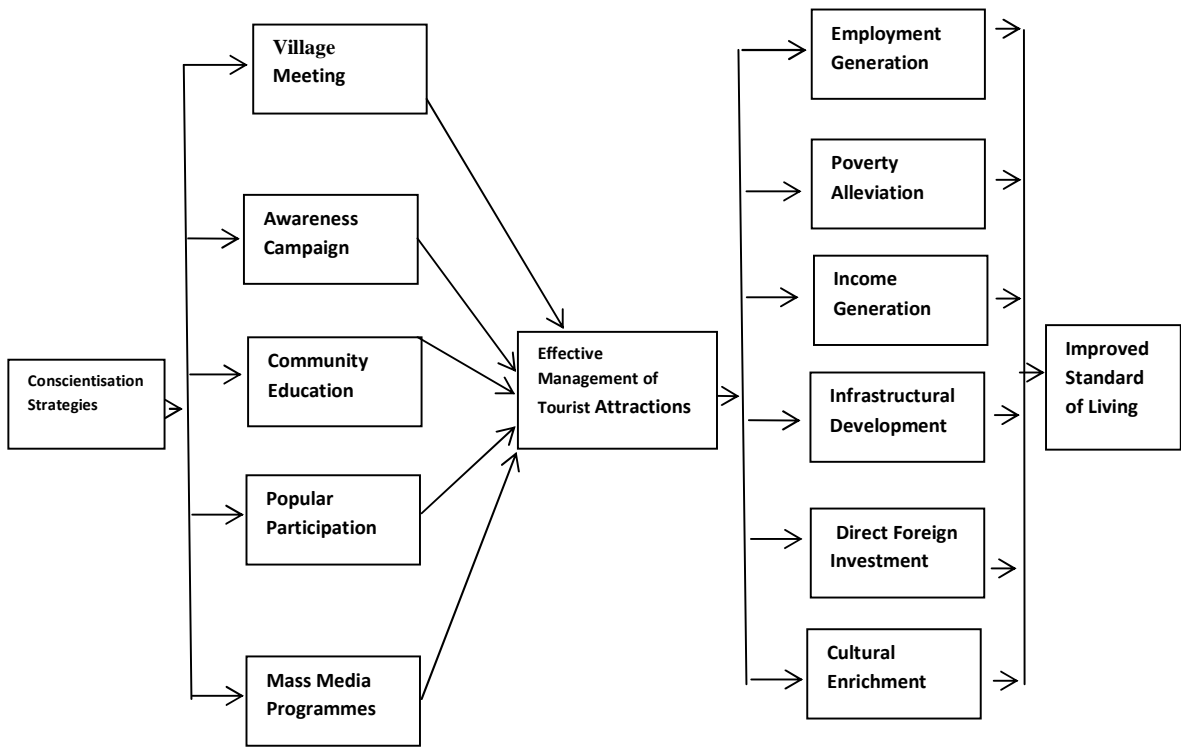 Conscientisation
Strategies
Village
Meeting
Awareness
Campaign
Community
Education
Popular
Participation
Mass Media
Programmes
Effective
Management of
Tourist Attractions
Employment
Generation
Poverty
Alleviation
Income
Generation
Infrastructural
Development
Direct Foreign
Investment
Cultural
Enrichment
Improved
Standard
of Living